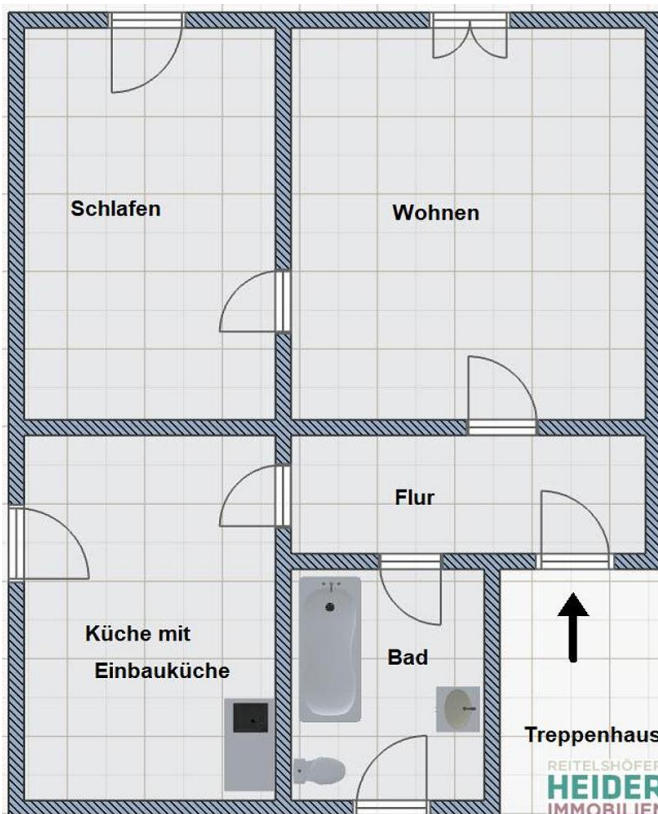 Schlafen
Wohnen
Flur
Küche mit
Einbauküche
Bad
Treppenhaus
REITELSHÖFER
HEIDER
IMMOBILIEN